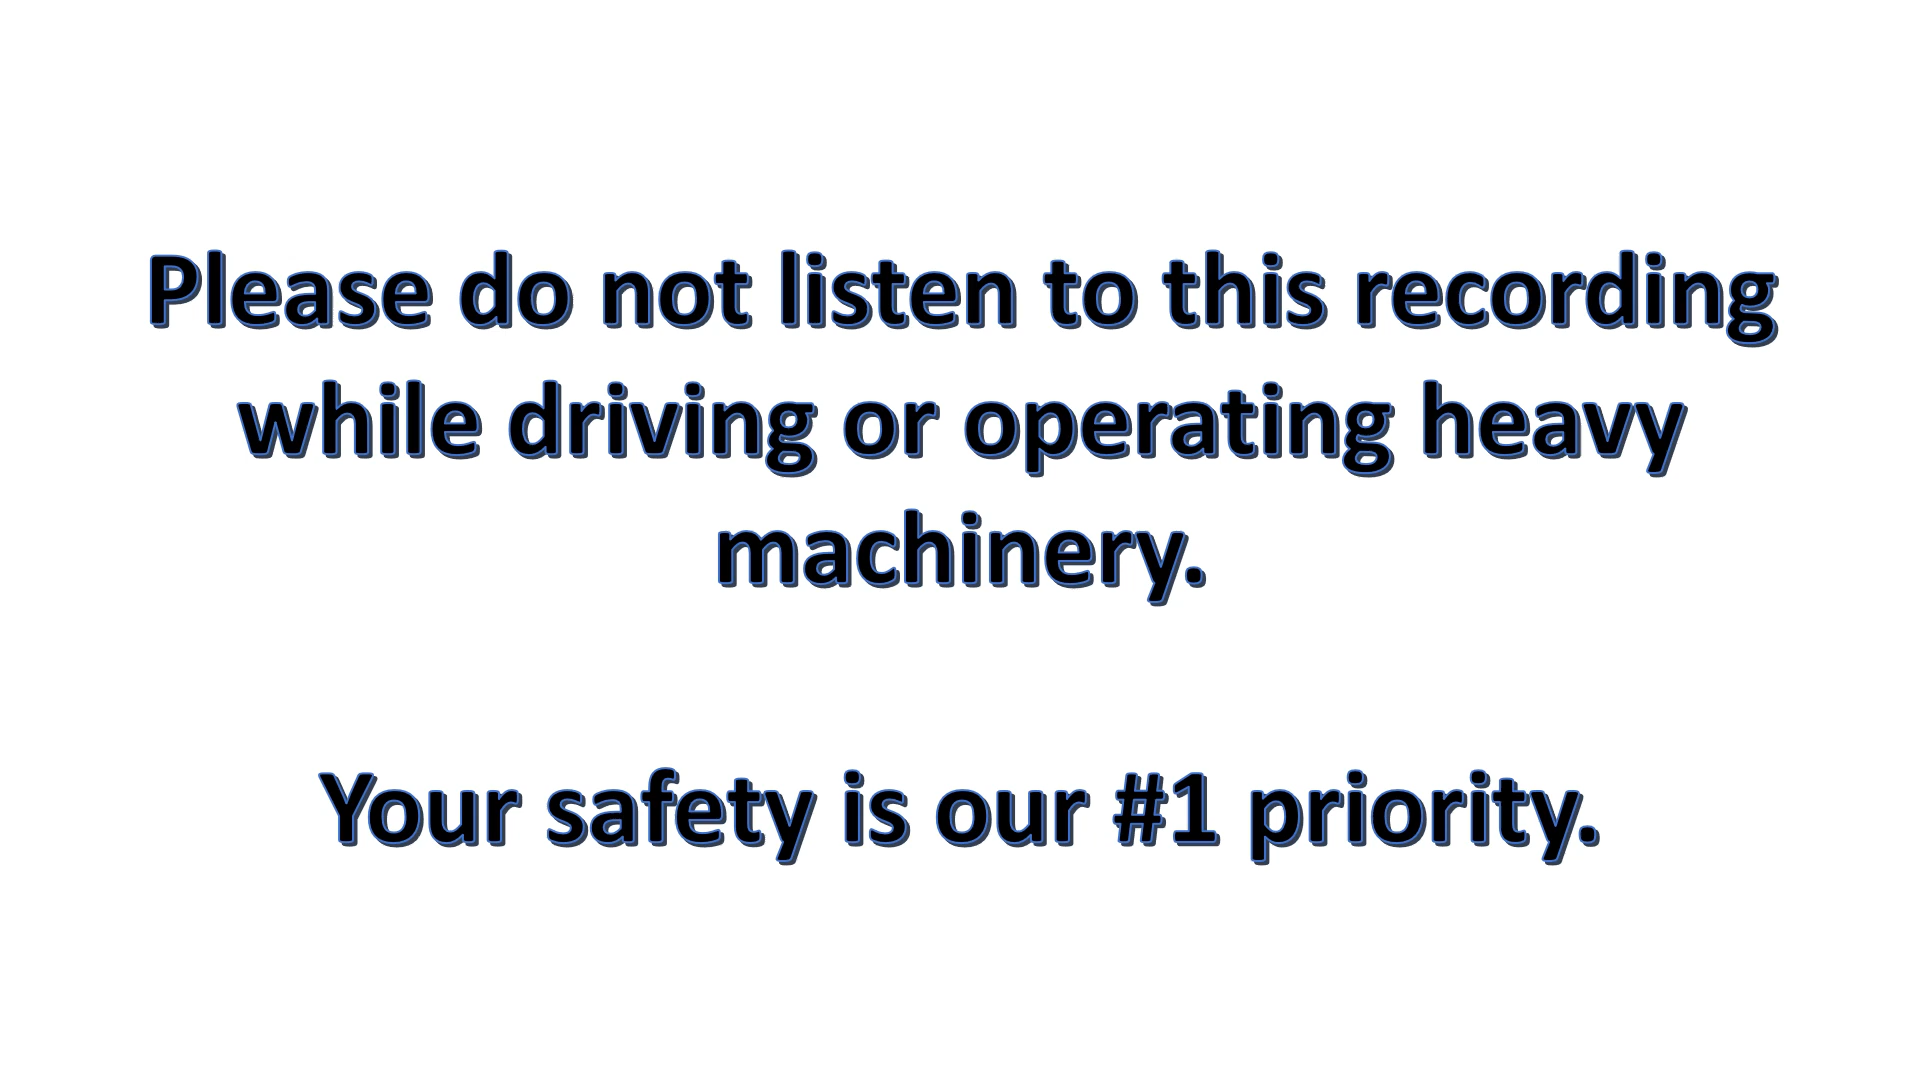 Please do not listen to this recording
while driving or operating heavy
machinery.
Your safety is our #1 priority.